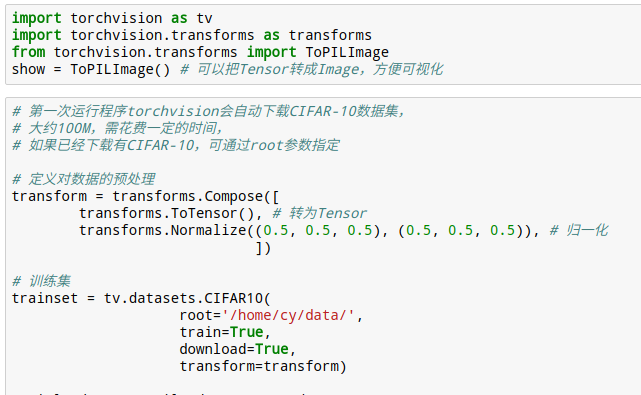 import torchvision as tv
import torchvision.transforms as transforms
from torchvision.transforms import ToPILImage
show = ToPILImage() # 可以把Tensor转成Image，方便可视化
# 第一次运行程序torchvision会自动下载CIFAR-10数据集，
# 大约100M，需花费一定的时间，
# 如果已经下载有CIFAR-10，可通过root参数指定
# 定义对数据的预处理
transform = transforms.Compose([
transforms.ToTensor(), # 转为Tensor
transforms.Normalize((0.5, 0.5, 0.5), (0.5, 0.5, 0.5)), # 归一化
])
# 训练集
trainset = tv.datasets.CIFAR10(
root='/home/cy/data/',
train=True,
download=True,
transform=transform)